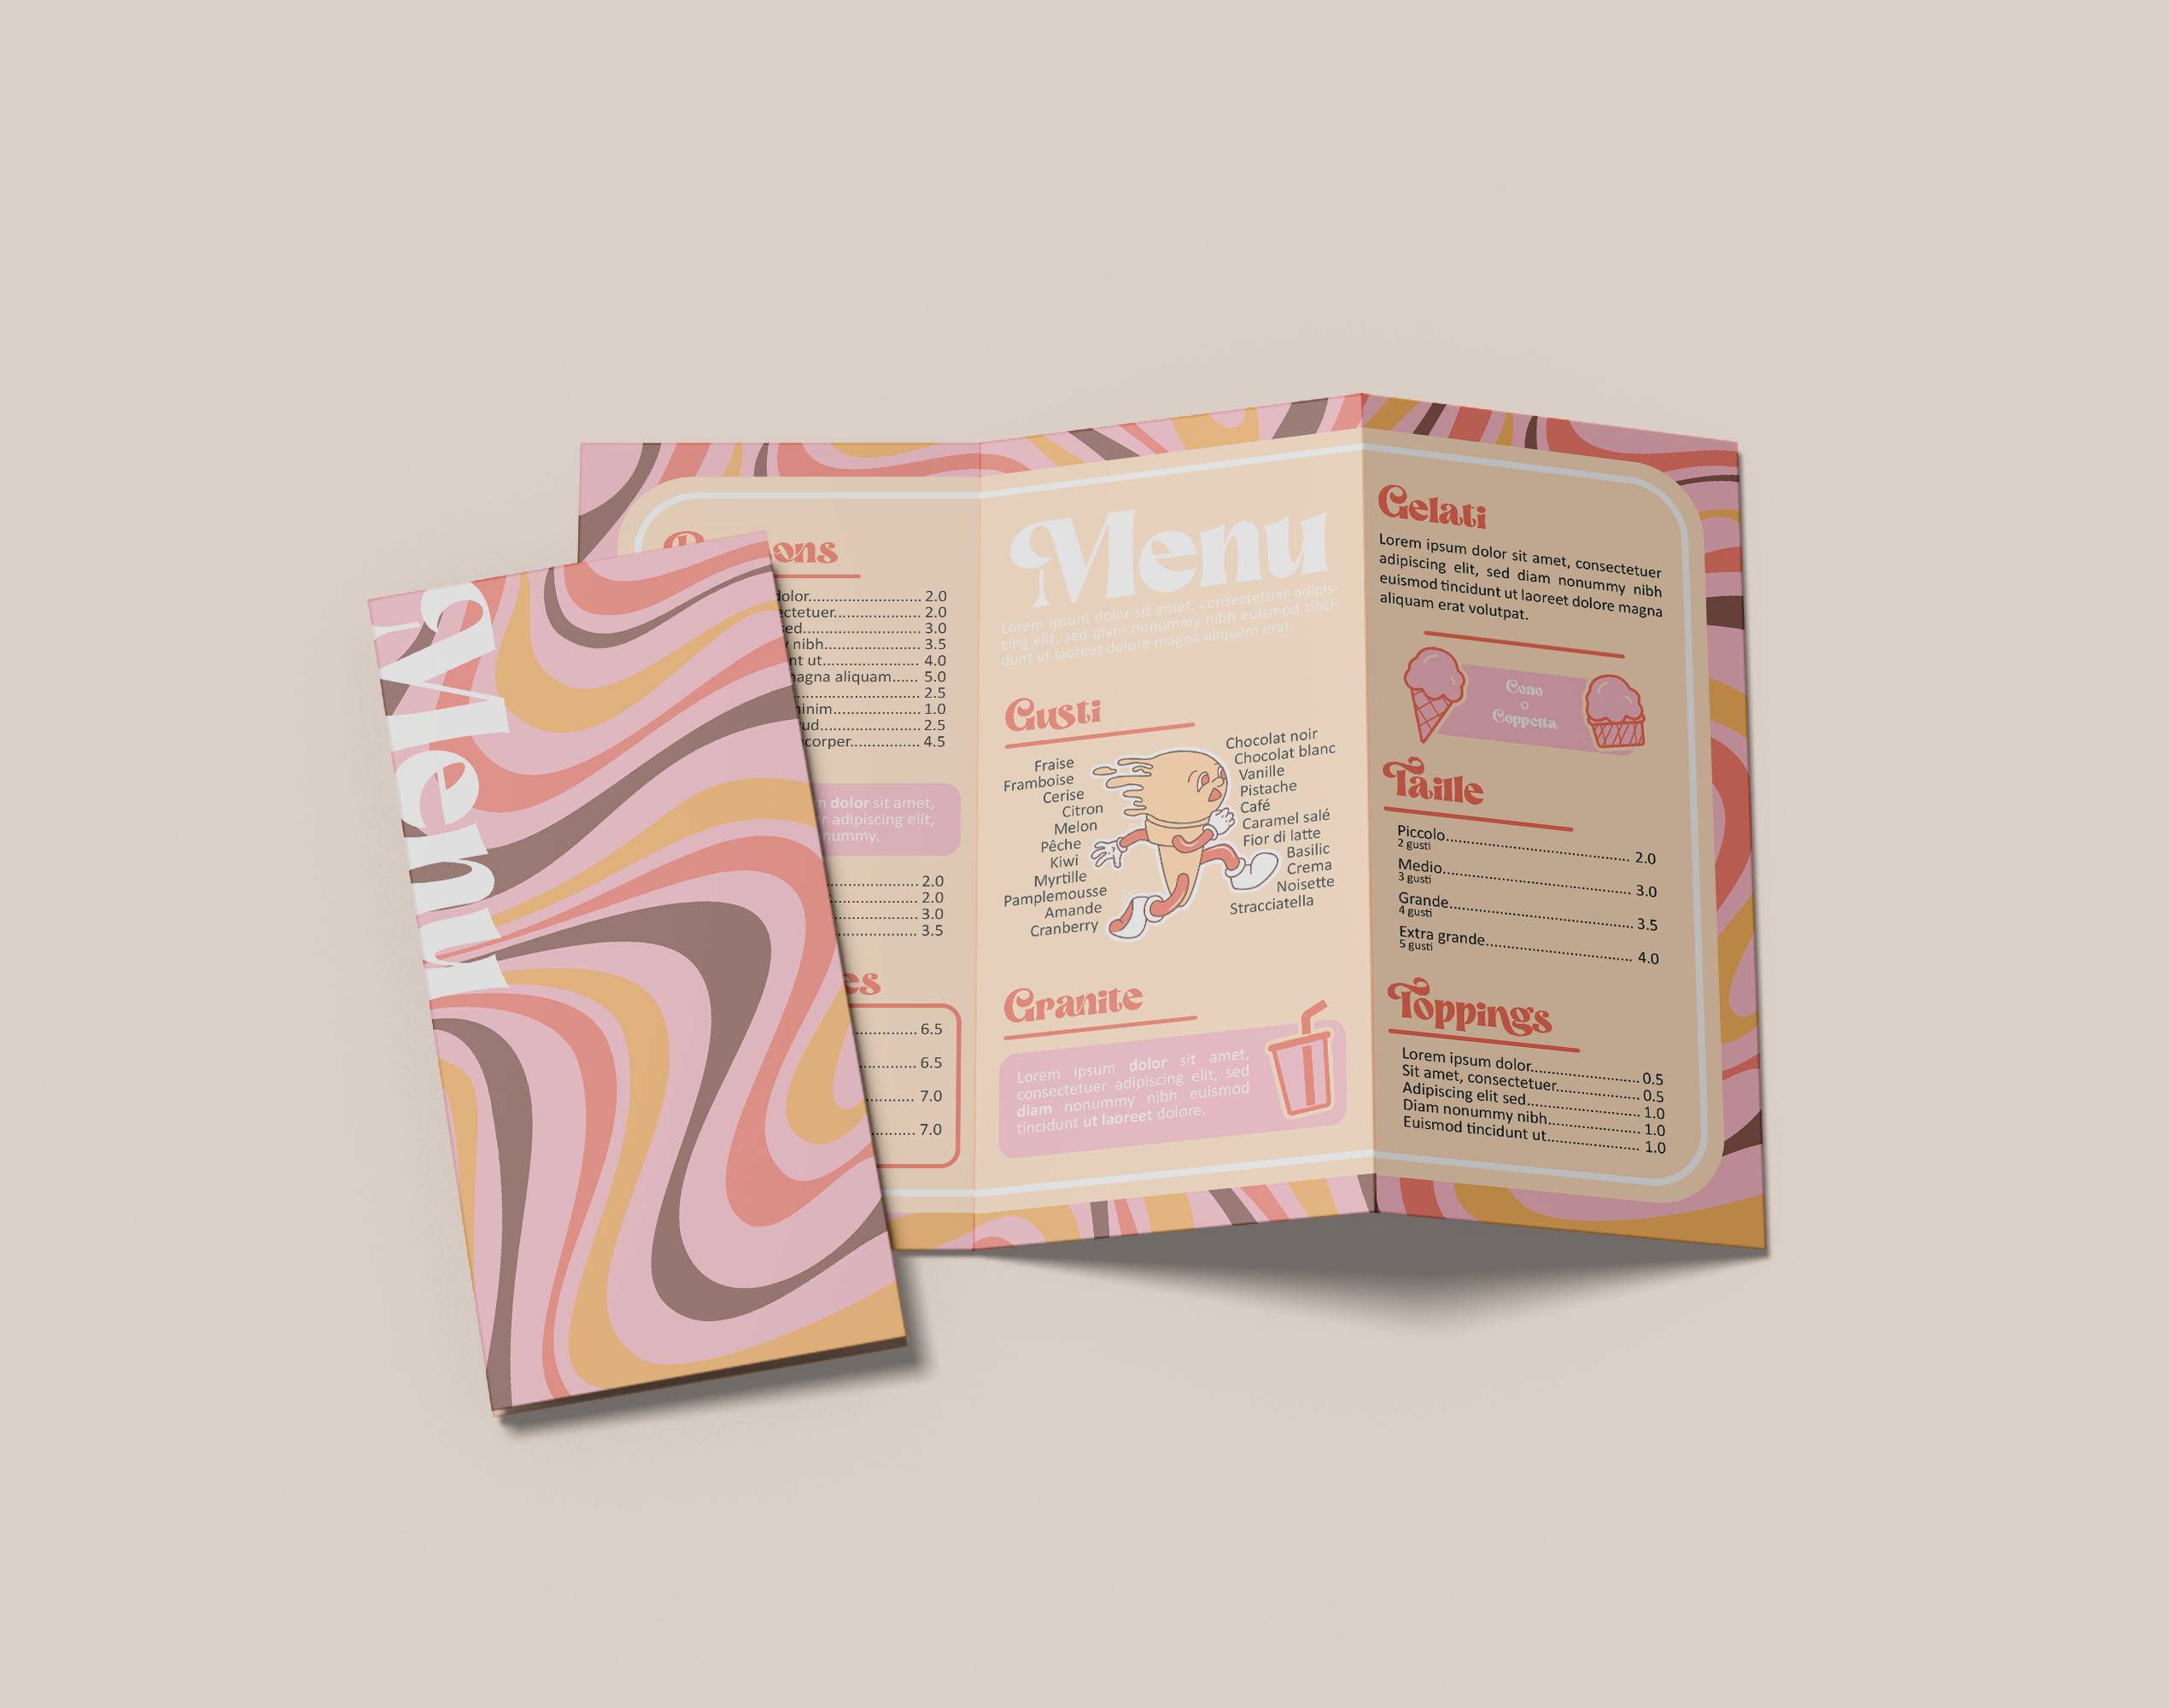 Menu
ons
dolor........................ 2.0
ectetuer.................. 2.0
sed......................... 3.0
nibh.................... 3.5
nt ut.................... 4.0
magna aliquam...... 5.0
2.5
minim................... 1.0
rud..................... 2.5
corper............... 4.5
m dolor sit amet,
er adipiscing elit,
nummy.
2.0
2.0
3.0
3.5
es
6.5
6.5
7.0
7.0
Menu
Lorem ipsum dolor sit amet, consectetuer adipis-
cing elit, sed diam nonummy nibh euismod tinci-
dunt ut laoreet dolore magna aliquam erat.
Gusti
Fraise
Framboise
Cerise
Citron
Melon
Pêche
Kiwi
Myrtille
Pamplemousse
Amande
Cranberry
Chocolat noir
Chocolat blanc
Vanille
Pistache
Café
Caramel salé
Fior di latte
Basilic
Crema
Noisette
Stracciatella
Granite
Lorem ipsum dolor sit amet,
consectetuer adipiscing elit, sed
diam nonummy nibh euismod
tincidunt ut laoreet dolore.
Gelati
Lorem ipsum dolor sit amet, consectetuer
adipiscing elit, sed diam nonummy nibh
euismod tincidunt ut laoreet dolore magna
aliquam erat volutpat.
Cono
o
Coppetta
Taille
Piccolo........................................ 2.0
2 gusti
Medio........................................ 3.0
3 gusti
Grande....................................... 3.5
4 gusti
Extra grande............................... 4.0
5 gusti
Toppings
Lorem ipsum dolor....................... 0.5
Sit amet, consectetuer.................. 0.5
Adipiscing elit sed........................ 1.0
Diam nonummy nibh................... 1.0
Euismod tincidunt ut.................... 1.0